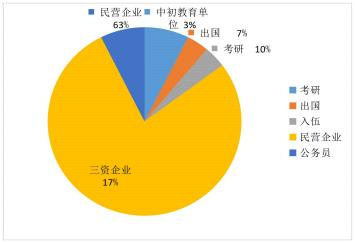 民营企业
63%
中初教育单
位 3%
出国 7%
考研 10%
三资企业
17%
考研
出国
入伍
民营企业
公务员